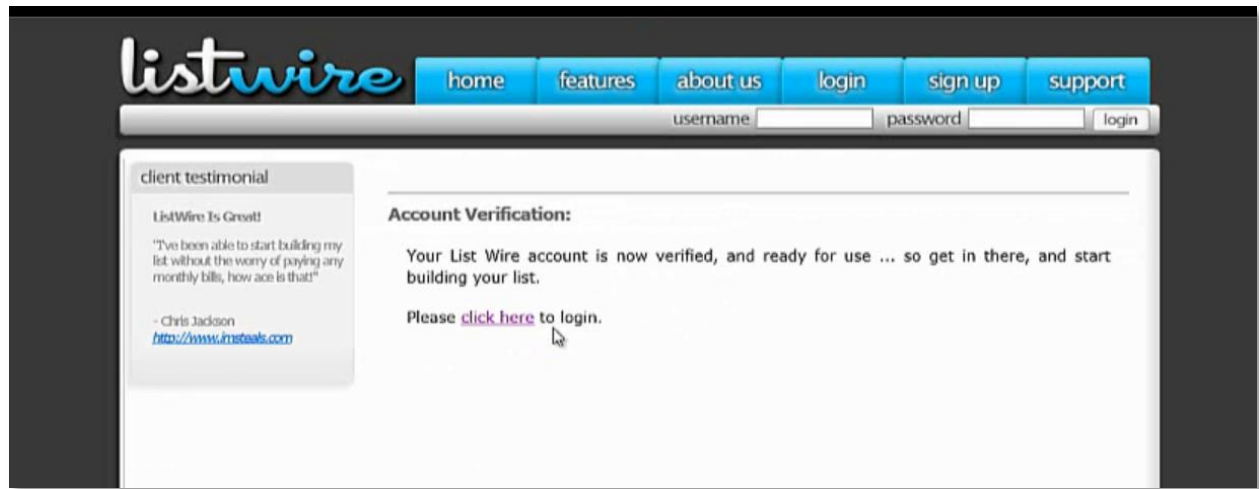 listwire
home features about us login sign up support
username password login
client testimonial
ListWire Is Great!
"I've been able to start building my
list without the worry of paying any
monthly bills, how ace is that!"
- Chris Jackson
http://www.imsteals.com
Account Verification:
Your List Wire account is now verified, and ready for use ... so get in there, and start
building your list.
Please click here to login.